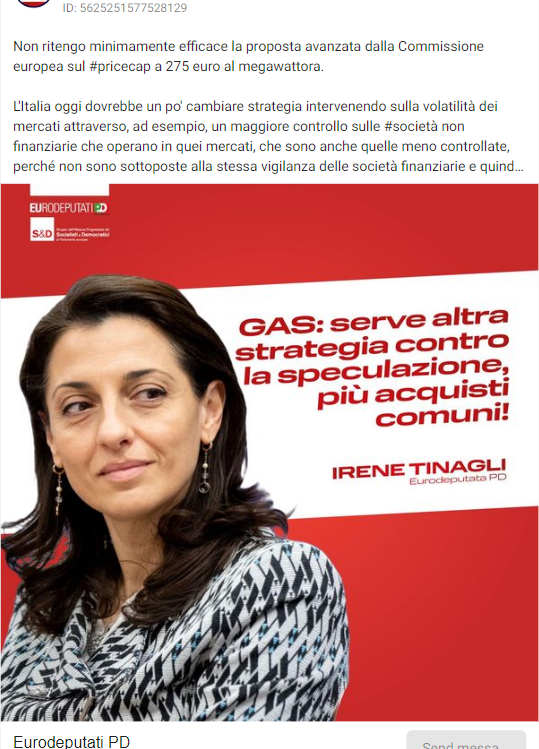 ID: 5625251577528129
Non ritengo minimamente efficace la proposta avanzata dalla Commissione
europea sul #pricecap a 275 euro al megawattora.
L'Italia oggi dovrebbe un po' cambiare strategia intervenendo sulla volatilità dei
mercati attraverso, ad esempio, un maggiore controllo sulle #società non
finanziarie che operano in quei mercati, che sono anche quelle meno controllate,
perché non sono sottoposte alla stessa vigilanza delle società finanziarie e quind...
EURODEPUTATI PD
S&D
Socialisti e Democratici
GAS: serve altra
strategia contro
la speculazione,
più acquisti
comuni!
IRENE TINAGLI
Eurodeputata PD
Eurodeputati PD
Send messa...